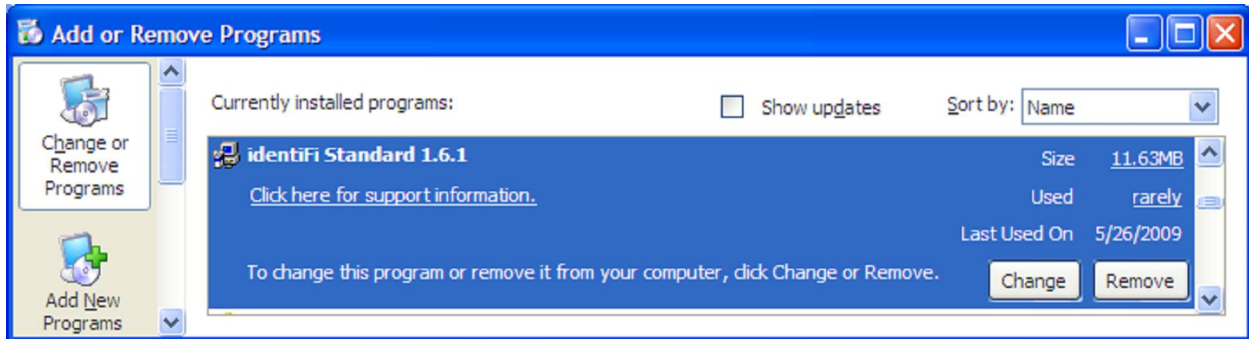 Add or Remove Programs
Change or
Remove
Programs
Add New
Programs
Currently installed programs:
Show updates
Sort by: Name
identiFi Standard 1.6.1
Size 11.63MB
Click here for support information.
Used rarely
Last Used On 5/26/2009
To change this program or remove it from your computer, click Change or Remove.
Change
Remove